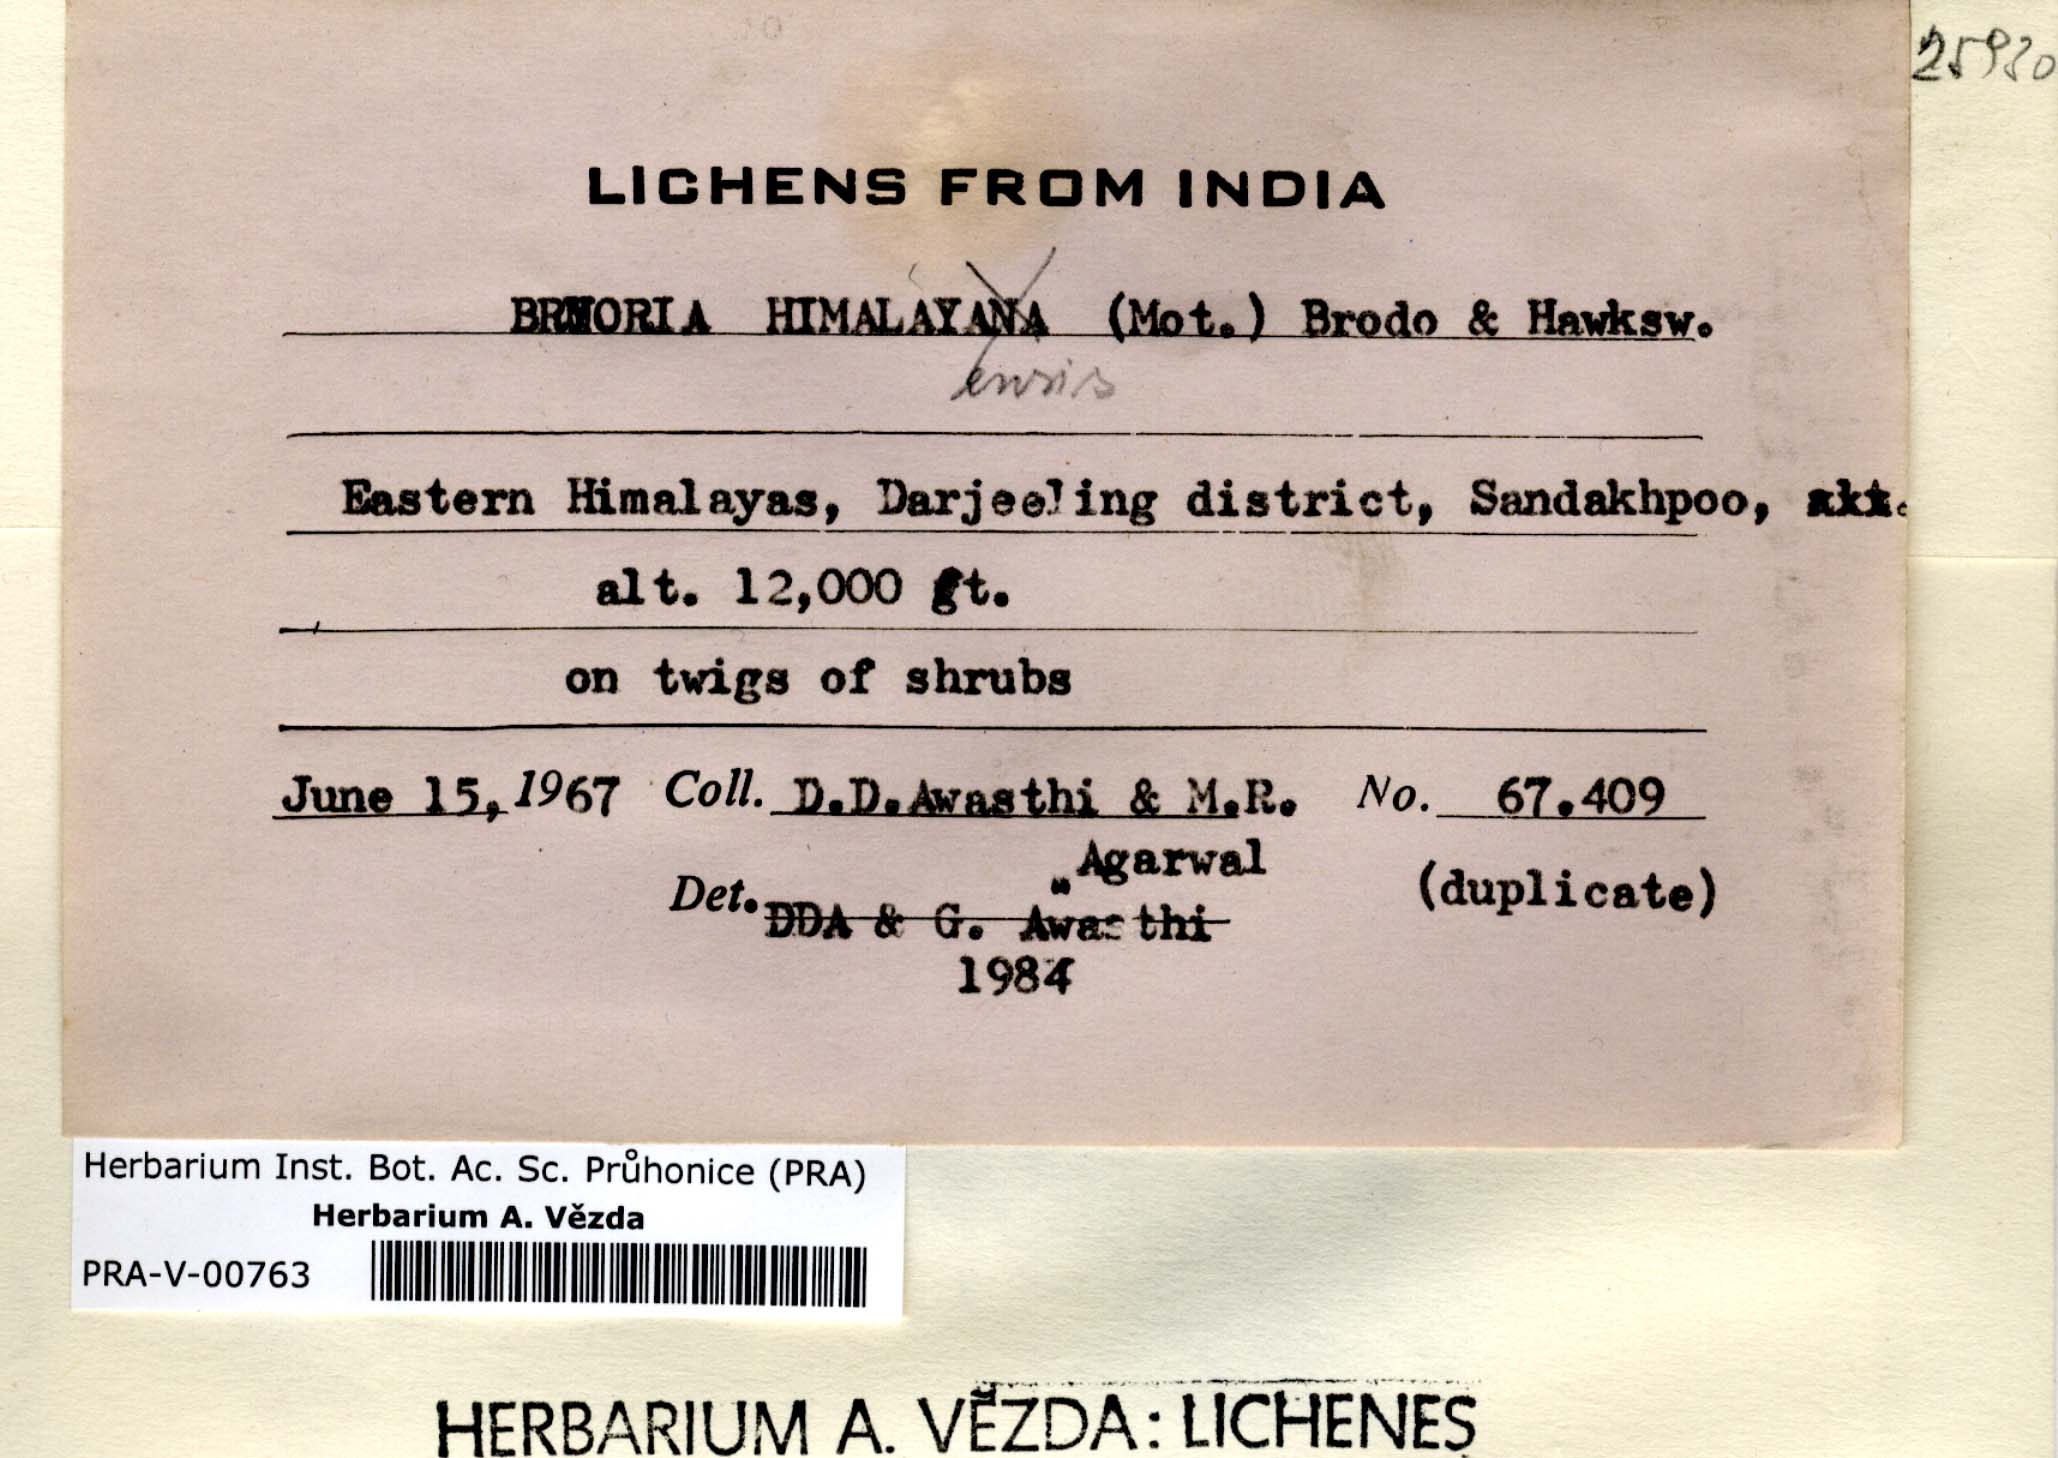 25930
LICHENS FROM INDIA
BRYORIA HIMALAYANA (Mot.) Brodo & Hawksw.
ensis
Eastern Himalayas, Darjeeling district, Sandakhpoo,
alt. 12,000 ft.
on twigs of shrubs
June 15, 1967 Coll. D.D.Awasthi & M.R. No. 67.409
Agarwal
Det. DDA & G. Awasthi (duplicate)
1984
Herbarium Inst. Bot. Ac. Sc. Průhonice (PRA)
Herbarium A. Vězda
PRA-V-00763
HERBARIUM A. VĚZDA: LICHENES